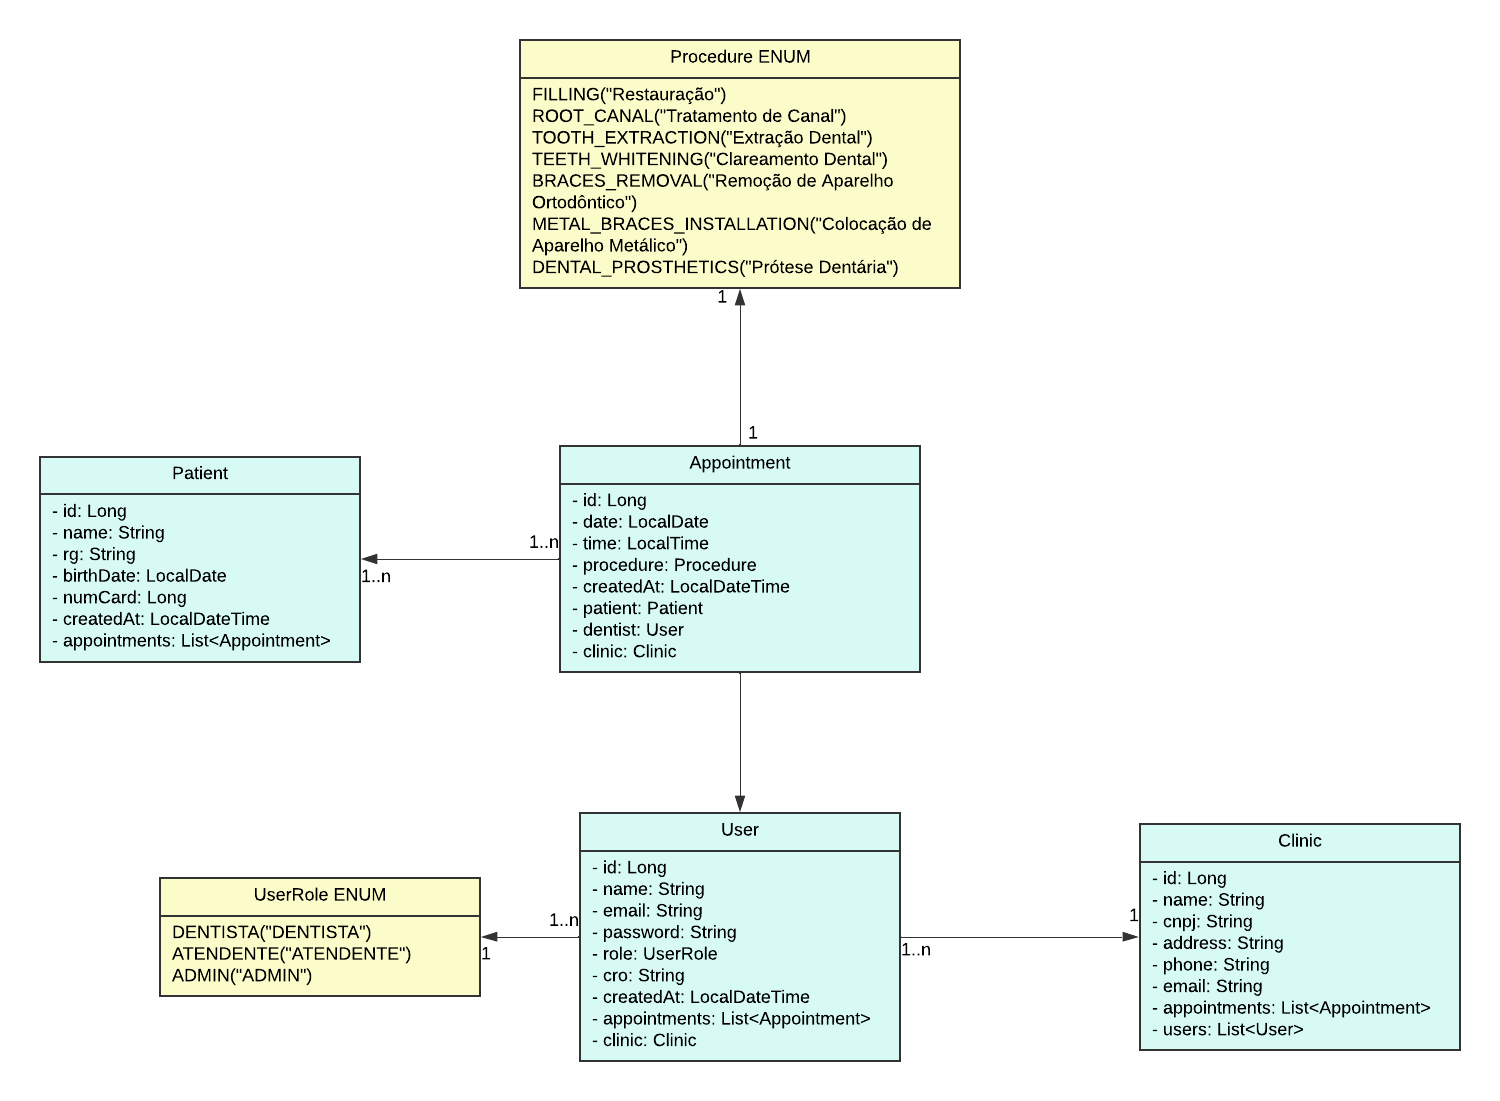 Procedure ENUM
FILLING("Restauração")
ROOT_CANAL("Tratamento de Canal")
TOOTH_EXTRACTION("Extração Dental")
TEETH_WHITENING("Clareamento Dental")
BRACES_REMOVAL("Remoção de Aparelho
Ortodôntico")
METAL_BRACES_INSTALLATION("Colocação de
Aparelho Metálico")
DENTAL_PROSTHETICS("Prótese Dentária")
1
1
Patient
- id: Long
- name: String
- rg: String
- birthDate: LocalDate
- numCard: Long
- createdAt: LocalDateTime
- appointments: List<Appointment>
1..n
1..n
Appointment
- id: Long
- date: LocalDate
- time: LocalTime
- procedure: Procedure
- createdAt: LocalDateTime
- patient: Patient
- dentist: User
- clinic: Clinic
UserRole ENUM
DENTISTA("DENTISTA")
ATENDENTE("ATENDENTE")
ADMIN("ADMIN")
1..n
1
User
- id: Long
- name: String
- email: String
- password: String
- role: UserRole
- cro: String
- createdAt: LocalDateTime
- appointments: List<Appointment>
- clinic: Clinic
1..n
1
Clinic
- id: Long
- name: String
- cnpj: String
- address: String
- phone: String
- email: String
- appointments: List<Appointment>
- users: List<User>